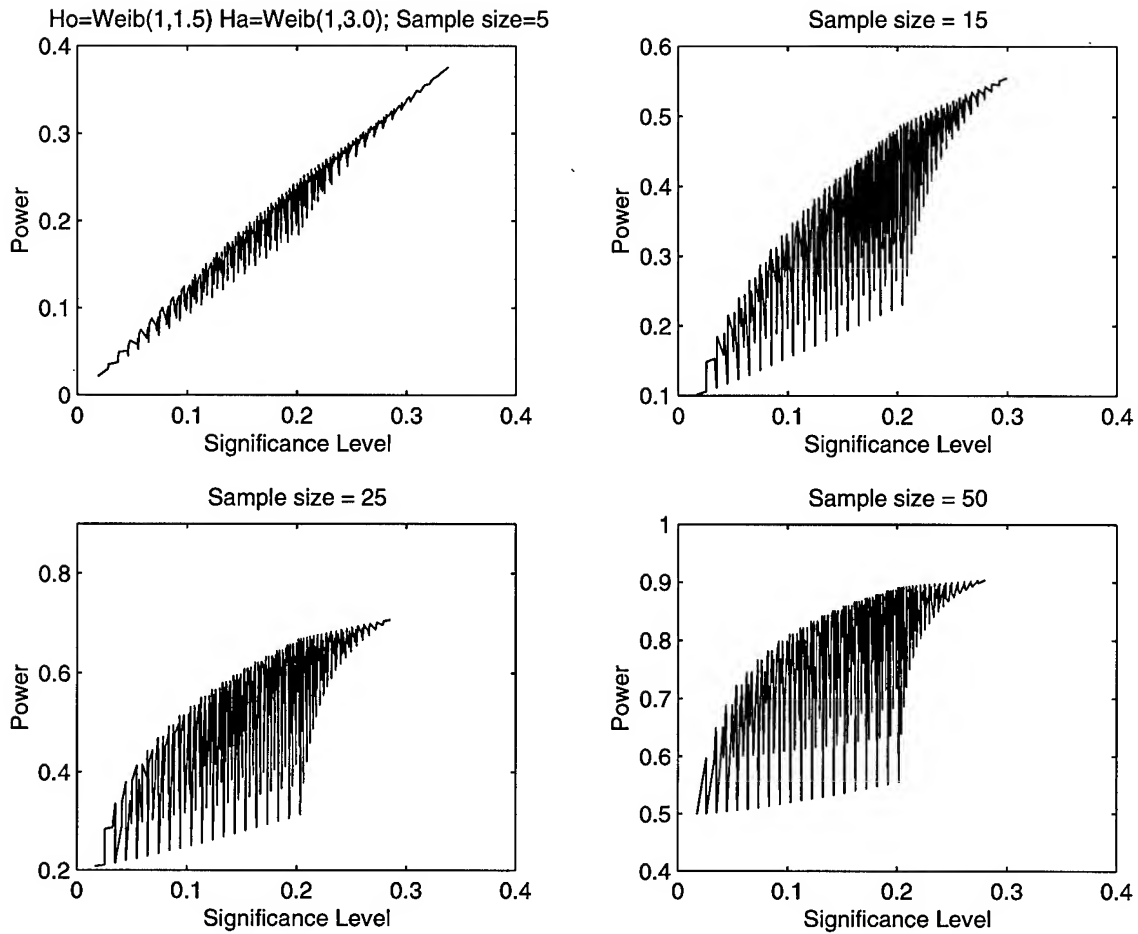 Ho=Weib(1,1.5) Ha=Weib(1,3.0); Sample size=5
0.4
0.3
0.2
0.1
0
Power
0 0.1 0.2 0.3 0.4
Significance Level
Sample size = 15
0.6
0.5
0.4
0.3
0.2
0.1
Power
0 0.1 0.2 0.3 0.4
Significance Level
Sample size = 25
0.8
0.6
0.4
0.2
Power
0 0.1 0.2 0.3 0.4
Significance Level
Sample size = 50
1
0.9
0.8
0.7
0.6
0.5
0.4
Power
0 0.1 0.2 0.3 0.4
Significance Level